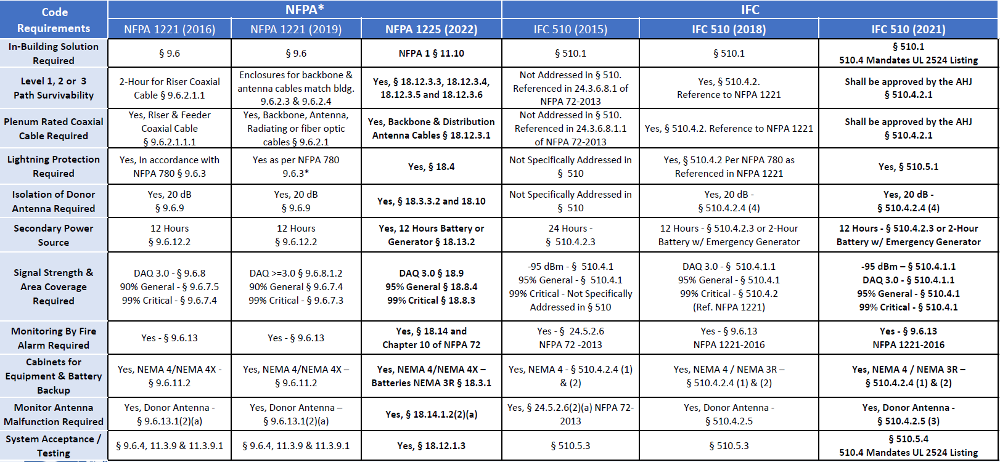 Code
Requirements
NFPA*
IFC
NFPA 1221 (2016)
NFPA 1221 (2019)
NFPA 1225 (2022)
IFC 510 (2015)
IFC 510 (2018)
IFC 510 (2021)
In-Building Solution
Required
§ 9.6
§ 9.6
NFPA 1 § 11.10
§ 510.1
§ 510.1
§ 510.1
510.4 Mandates UL 2524 Listing
Level 1, 2 or 3
Path Survivability
2-Hour for Riser Coaxial
Cable § 9.6.2.1.1
Enclosures for backbone &
antenna cables match bldg.
9.6.2.3 & 9.6.2.4
Yes, § 18.12.3.3, 18.12.3.4,
18.12.3.5 and 18.12.3.6
Not Addressed in § 510.
Referenced in 24.3.6.8.1 of
NFPA 72-2013
Yes, § 510.4.2.
Reference to NFPA 1221
Shall be approved by the AHJ
§ 510.4.2.1
Plenum Rated Coaxial
Cable Required
Yes, Riser & Feeder
Coaxial Cable
§ 9.6.2.1.1.1
Yes, Backbone, Antenna,
Radiating or fiber optic
cables § 9.6.2.1
Yes, Backbone & Distribution
Antenna Cables § 18.12.3.1
Not Addressed in § 510.
Referenced in 24.3.6.8.1.1
of NFPA 72-2013
Yes, § 510.4.2. Reference to NFPA 1221
Shall be approved by the AHJ
§ 510.4.2.1
Lightning Protection
Required
Yes, In accordance with
NFPA 780 § 9.6.3
Yes as per NFPA 780
9.6.3*
Yes, § 18.4
Not Specifically Addressed in
§ 510
Yes, § 510.4.2 Per NFPA 780 as
Referenced in NFPA 1221
Yes, § 510.5.1
Isolation of Donor
Antenna Required
Yes, 20 dB
§ 9.6.9
Yes, 20 dB
§ 9.6.9
Yes, § 18.3.3.2 and 18.10
Not Specifically Addressed in
§ 510
Yes, 20 dB -
§ 510.4.2.4 (4)
Yes, 20 dB -
§ 510.4.2.4 (4)
Secondary Power
Source
12 Hours
§ 9.6.12.2
12 Hours
§ 9.6.12.2
Yes, 12 Hours Battery or
Generator § 18.13.2
24 Hours -
§ 510.4.2.3
12 Hours - § 510.4.2.3 or 2-Hour
Battery w/ Emergency Generator
12 Hours - § 510.4.2.3 or 2-Hour
Battery w/ Emergency Generator
Signal Strength &
Area Coverage
Required
DAQ 3.0 - § 9.6.8
90% General - § 9.6.7.5
99% Critical - § 9.6.7.4
DAQ >=3.0 § 9.6.8.1.2
90% General § 9.6.7.4
99% Critical - § 9.6.7.3
DAQ 3.0 § 18.9
95% General § 18.8.4
99% Critical § 18.8.3
-95 dBm - § 510.4.1
95% General - § 510.4.1
99% Critical - Not Specifically
Addressed in § 510
DAQ 3.0 - § 510.4.1.1
95% General - § 510.4.1
99% Critical - § 510.4.2
(Ref. NFPA 1221)
-95 dBm – § 510.4.1.1
DAQ 3.0 - § 510.4.1.1
95% General - § 510.4.1
99% Critical - § 510.4.1
Monitoring By Fire
Alarm Required
Yes - § 9.6.13
Yes - § 9.6.13
Yes, § 18.14 and
Chapter 10 of NFPA 72
Yes - § 24.5.2.6
NFPA 72 -2013
Yes - § 9.6.13
NFPA 1221-2016
Yes - § 9.6.13
NFPA 1221-2016
Cabinets for
Equipment & Battery
Backup
Yes, NEMA 4/NEMA 4X -
§ 9.6.11.2
Yes, NEMA 4/NEMA 4X –
§ 9.6.11.2
Yes, NEMA 4/NEMA 4X –
Batteries NEMA 3R § 18.3.1
Yes, NEMA 4 - § 510.4.2.4 (1)
& (2)
Yes, NEMA 4 / NEMA 3R –
§ 510.4.2.4 (1) & (2)
Yes, NEMA 4 / NEMA 3R –
§ 510.4.2.4 (1) & (2)
Monitor Antenna
Malfunction Required
Yes, Donor Antenna -
§ 9.6.13.1(2)(a)
Yes, Donor Antenna –
§ 9.6.13.1(2)(a)
Yes, § 18.14.1.2(2)(a)
Yes, § 24.5.2.6(2)(a) NFPA 72-
2013
Yes, Donor Antenna -
§ 510.4.2.5
Yes, Donor Antenna -
§ 510.4.2.5 (3)
System Acceptance /
Testing
§ 9.6.4, 11.3.9 & 11.3.9.1
§ 9.6.4, 11.3.9 & 11.3.9.1
Yes, § 18.12.1.3
§ 510.5.3
§ 510.5.3
§ 510.5.4
510.4 Mandates UL 2524 Listing